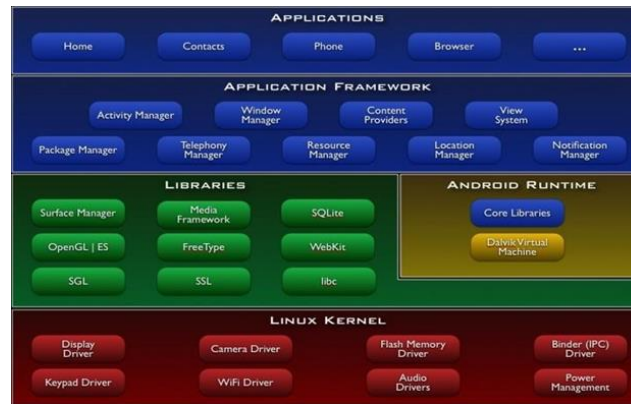 APPLICATIONS
Home
Contacts
Phone
Browser
...
APPLICATION FRAMEWORK
Activity Manager
Window
Manager
Content
Providers
View
System
Package Manager
Telephony
Manager
Resource
Manager
Location
Manager
Notification
Manager
LIBRARIES
Surface Manager
Media
Framework
SQLite
OpenGL | ES
FreeType
WebKit
SGL
SSL
libc
ANDROID RUNTIME
Core Libraries
Dalvik Virtual
Machine
LINUX KERNEL
Display
Driver
Camera Driver
Flash Memory
Driver
Binder (IPC)
Driver
Keypad Driver
WiFi Driver
Audio
Drivers
Power
Management